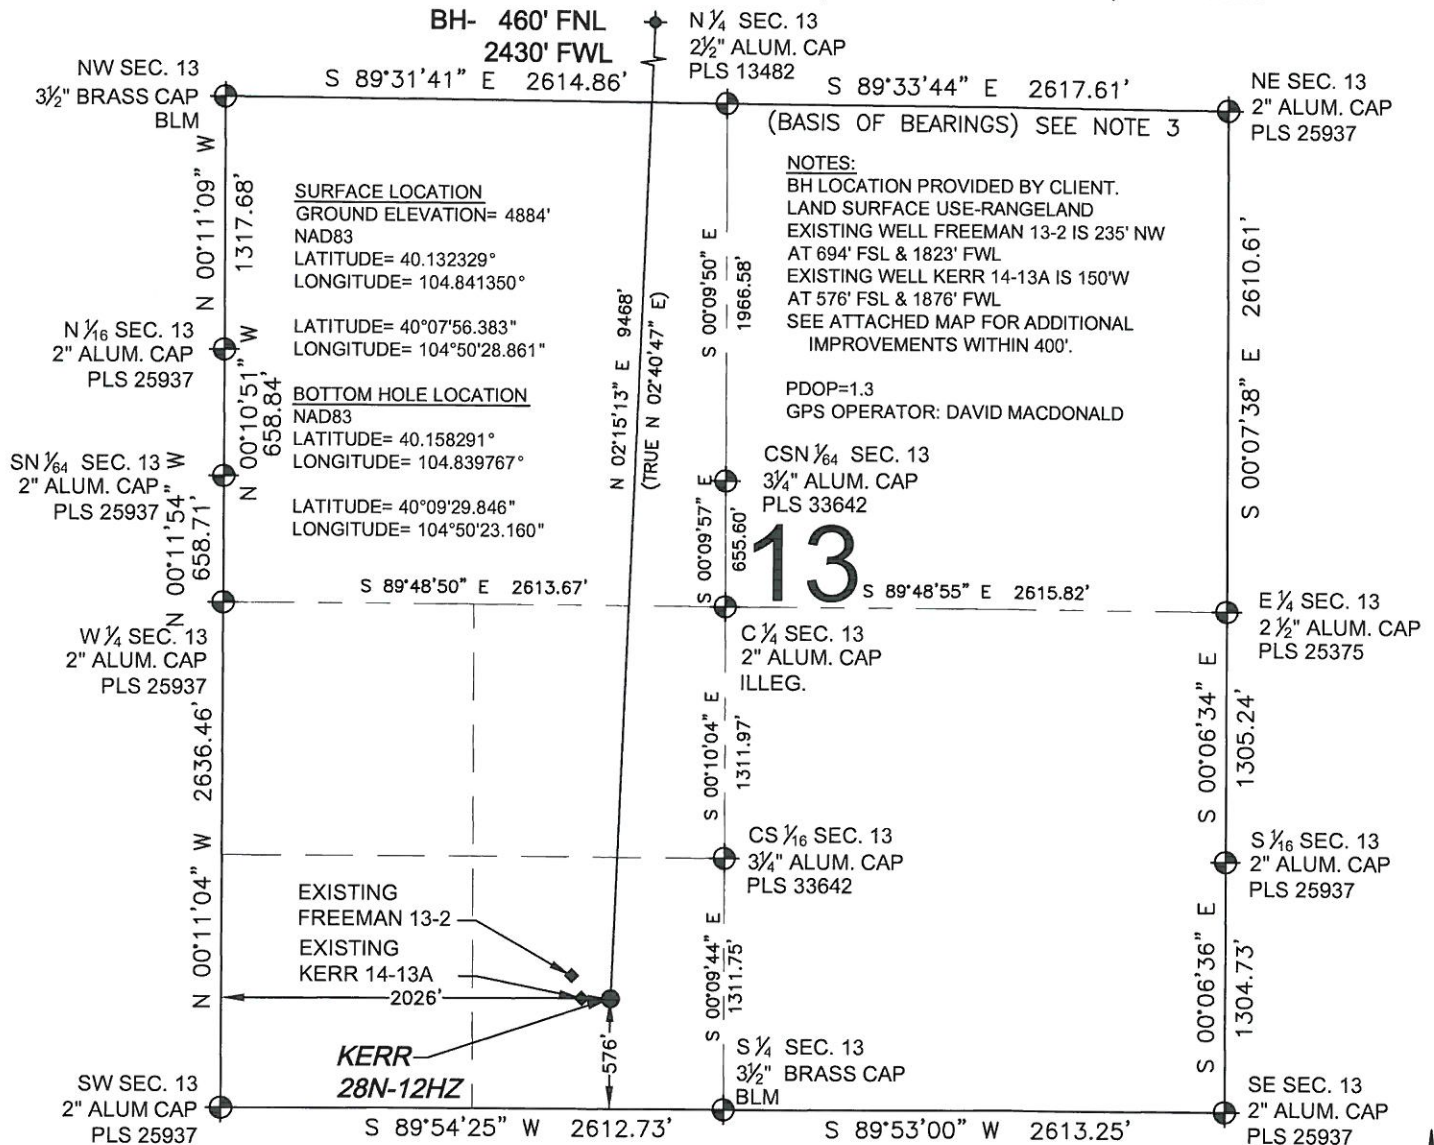 BH- 460' FNL
2430' FWL
N 1/4 SEC. 13
2½" ALUM. CAP
PLS 13482
NW SEC. 13
3½" BRASS CAP
BLM
S 89°31'41" E 2614.86'
S 89°33'44" E 2617.61'
(BASIS OF BEARINGS) SEE NOTE 3
NE SEC. 13
2" ALUM. CAP
PLS 25937
N 00°11'09" W
1317.68'
SURFACE LOCATION
GROUND ELEVATION= 4884'
NAD83
LATITUDE= 40.132329°
LONGITUDE= 104.841350°
LATITUDE= 40°07'56.383"
LONGITUDE= 104°50'28.861"
BOTTOM HOLE LOCATION
NAD83
LATITUDE= 40.158291°
LONGITUDE= 104.839767°
LATITUDE= 40°09'29.846"
LONGITUDE= 104°50'23.160"
N 02°15'13" E 9468'
(TRUE N 02°40'47" E)
S 00°09'50" E
1966.58'
NOTES:
BH LOCATION PROVIDED BY CLIENT.
LAND SURFACE USE-RANGELAND
EXISTING WELL FREEMAN 13-2 IS 235' NW
AT 694' FSL & 1823' FWL
EXISTING WELL KERR 14-13A IS 150'W
AT 576' FSL & 1876' FWL
SEE ATTACHED MAP FOR ADDITIONAL
IMPROVEMENTS WITHIN 400'.
PDOP=1.3
GPS OPERATOR: DAVID MACDONALD
S 00°07'38" E 2610.61'
N 1/16 SEC. 13
2" ALUM. CAP
PLS 25937
N 00°10'51" W
658.84'
SN 1/64 SEC. 13
2" ALUM. CAP
PLS 25937
N 00°11'54" W
658.71'
CSN 1/64 SEC. 13
3¼" ALUM. CAP
PLS 33642
S 00°09'57" E
655.60'
13
S 89°48'50" E 2613.67'
S 89°48'55" E 2615.82'
W 1/4 SEC. 13
2" ALUM. CAP
PLS 25937
C 1/4 SEC. 13
2" ALUM. CAP
ILLEG.
E 1/4 SEC. 13
2 ½" ALUM. CAP
PLS 25375
N 00°11'04" W 2636.46'
S 00°10'04" E
1311.97'
S 00°06'34" E
1305.24'
CS 1/16 SEC. 13
3¼" ALUM. CAP
PLS 33642
S 1/16 SEC. 13
2" ALUM. CAP
PLS 25937
EXISTING
FREEMAN 13-2
EXISTING
KERR 14-13A
2026'
576'
KERR
28N-12HZ
S 00°09'44" E
1311.75'
S 00°06'36" E
1304.73'
SW SEC. 13
2" ALUM CAP
PLS 25937
S 1/4 SEC. 13
3½" BRASS CAP
BLM
SE SEC. 13
2" ALUM. CAP
PLS 25937
S 89°54'25" W 2612.73'
S 89°53'00" W 2613.25'